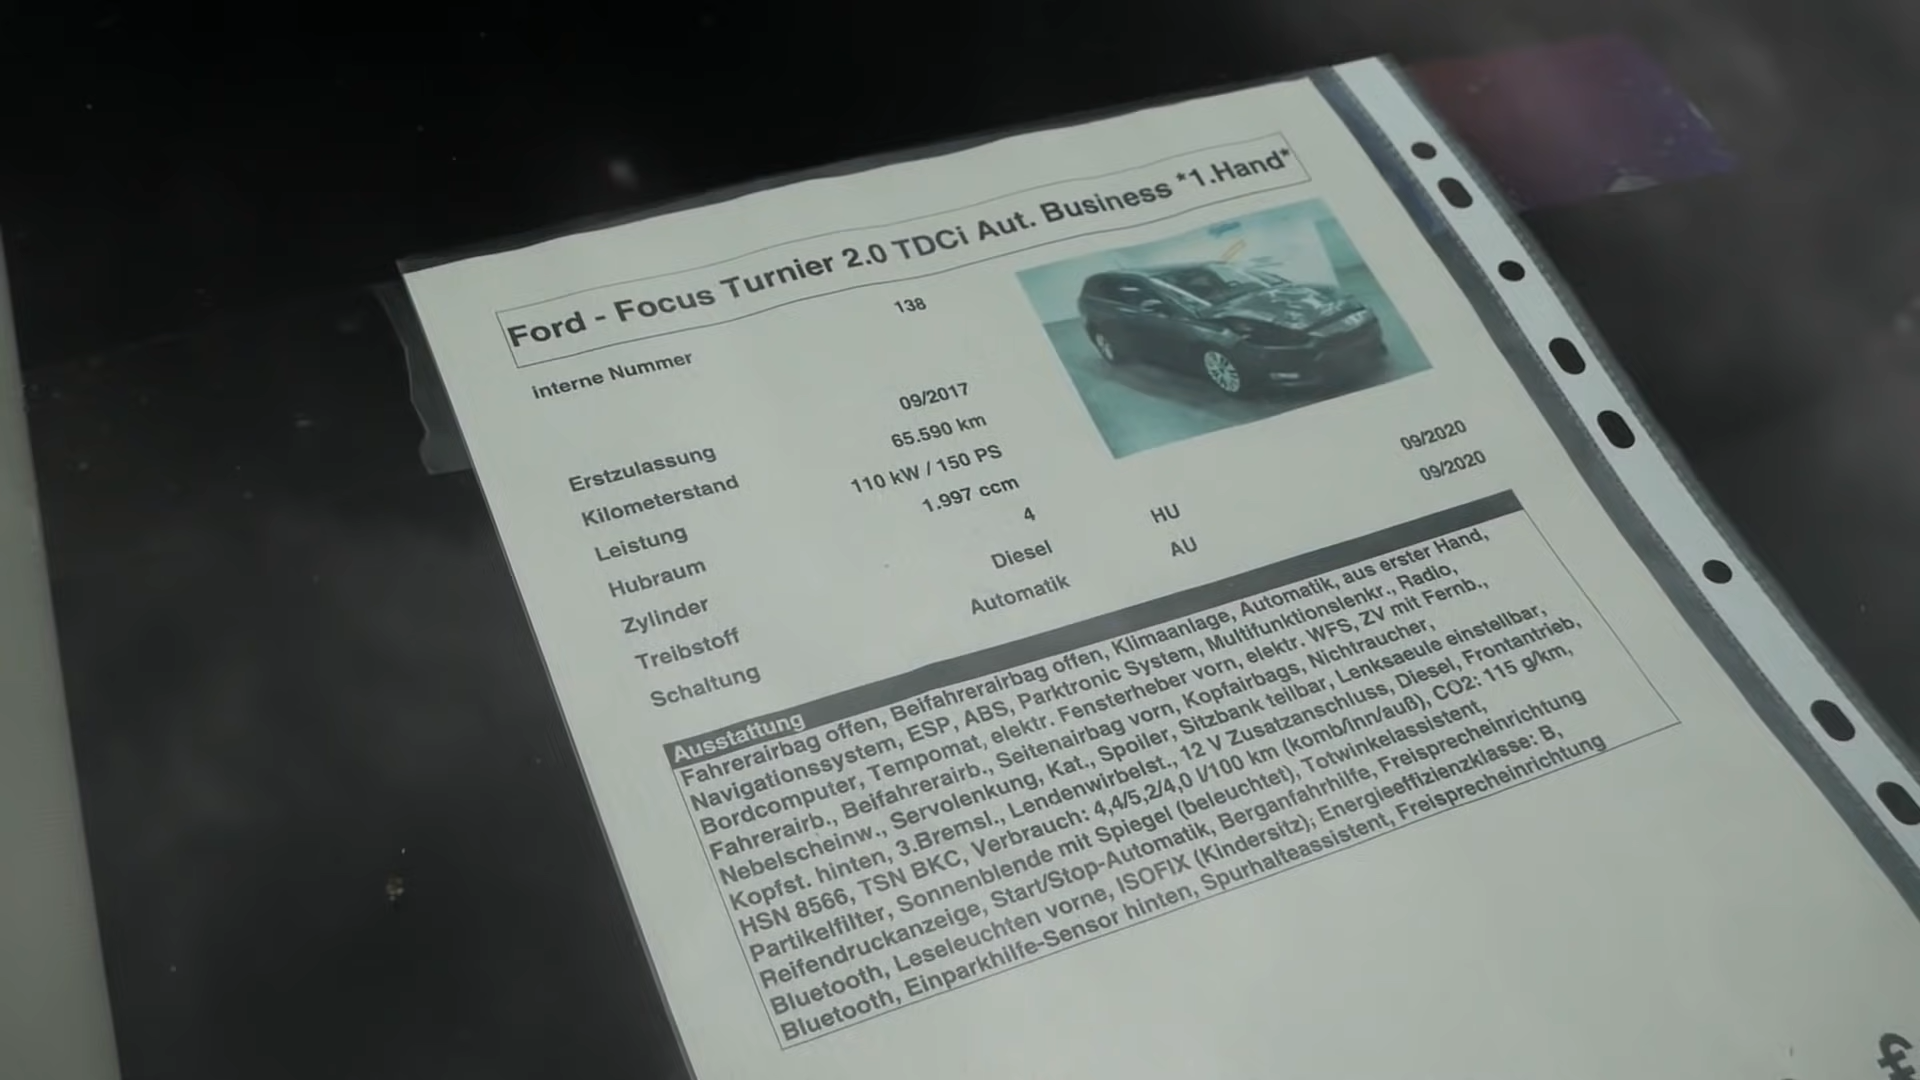 Ford - Focus Turnier 2.0 TDCi Aut. Business *1.Hand*
interne Nummer 138
Erstzulassung 09/2017
Kilometerstand 65.590 km
Leistung 110 kW / 150 PS
Hubraum 1.997 ccm
Zylinder 4 HU 09/2020
Treibstoff Diesel AU 09/2020
Schaltung Automatik
Ausstattung
Fahrerairbag offen, Beifahrerairbag offen, Klimaanlage, Automatik, aus erster Hand,
Navigationssystem, ESP, ABS, Parktronic System, Multifunktionslenkr., Radio,
Bordcomputer, Tempomat, elektr. Fensterheber vorn, elektr. WFS, ZV mit Fernb.,
Fahrerairb., Beifahrerairb., Seitenairbag vorn, Kopfairbags, Nichtraucher,
Nebelscheinw., Servolenkung, Kat., Spoiler, Sitzbank teilbar, Lenksaeule einstellbar,
Kopfst. hinten, 3.Bremsl., Lendenwirbelst., 12 V Zusatzanschluss, Diesel, Frontantrieb,
HSN 8566, TSN BKC, Verbrauch: 4,4/5,2/4,0 l/100 km (komb/inn/auß), CO2: 115 g/km,
Partikelfilter, Sonnenblende mit Spiegel (beleuchtet), Totwinkelassistent,
Reifendruckanzeige, Start/Stop-Automatik, Berganfahrhilfe, Freisprecheinrichtung
Bluetooth, Leseleuchten vorne, ISOFIX (Kindersitz); Energieeffizienzklasse: B,
Bluetooth, Einparkhilfe-Sensor hinten, Spurhalteassistent, Freisprecheinrichtung